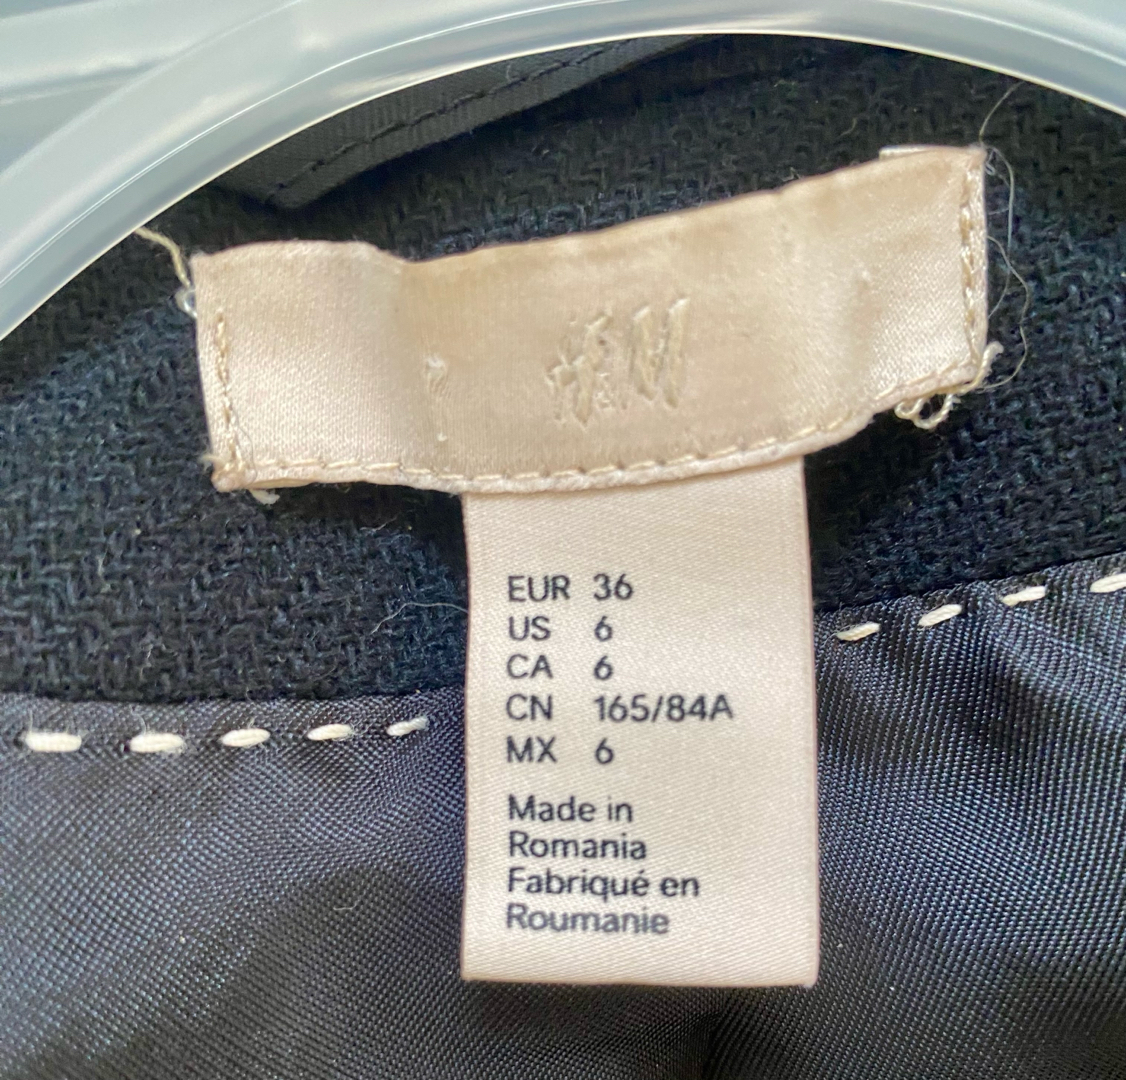 H&M
EUR 36
US 6
CA 6
CN 165/84A
MX 6
Made in
Romania
Fabriqué en
Roumanie